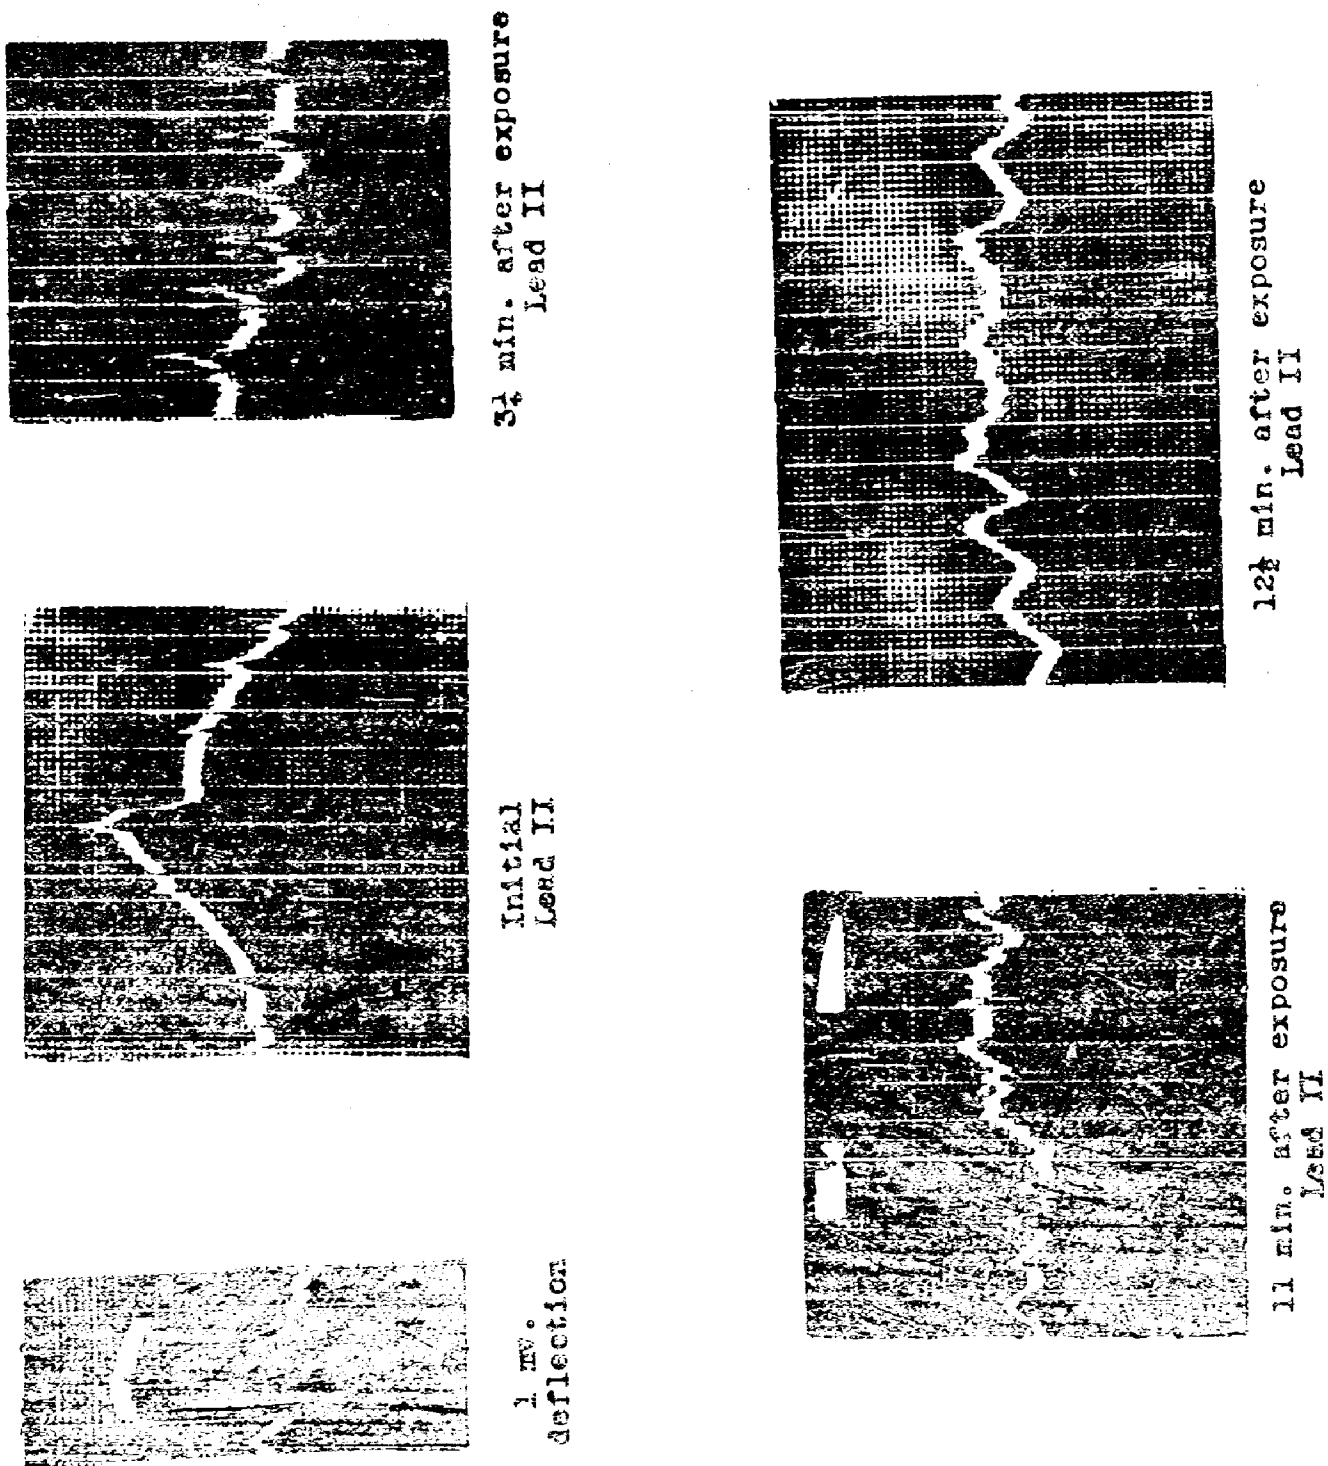 1 mv.
deflection
Initial
Lead II
3¼ min. after exposure
Lead II
11 min. after exposure
Lead II
12½ min. after exposure
Lead II